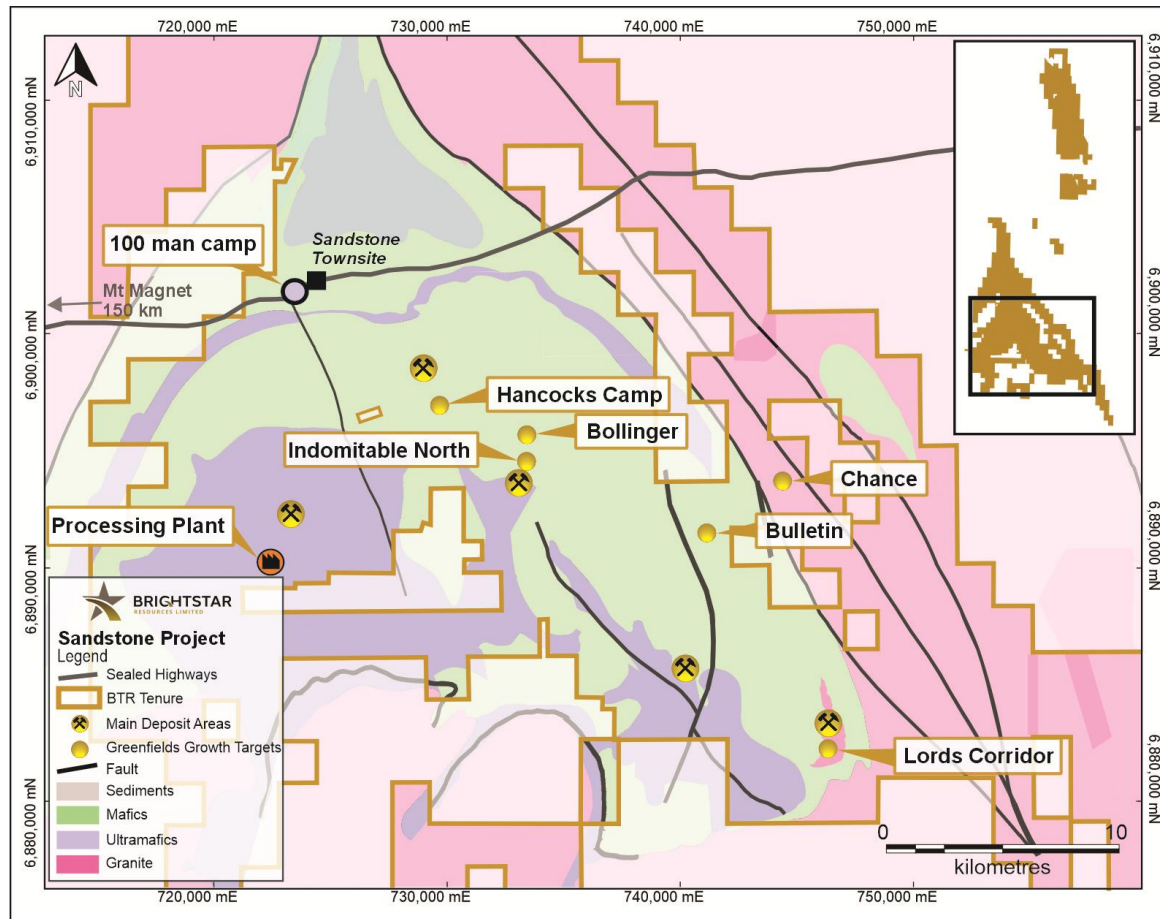 720,000 mE
730,000 mE
740,000 mE
750,000 mE
6,910,000 mN
6,910,000 mN
N
100 man camp
Sandstone
Townsite
Mt Magnet
150 km
6,900,000 mN
6,900,000 mN
Hancocks Camp
Bollinger
Indomitable North
Chance
Bulletin
Processing Plant
6,890,000 mN
6,890,000 mN
BRIGHTSTAR
RESOURCES LIMITED
Sandstone Project
Legend
Sealed Highways
BTR Tenure
Main Deposit Areas
Greenfields Growth Targets
Fault
Sediments
Mafics
Ultramafics
Granite
Lords Corridor
6,880,000 mN
6,880,000 mN
0 10
kilometres
720,000 mE
730,000 mE
740,000 mE
750,000 mE